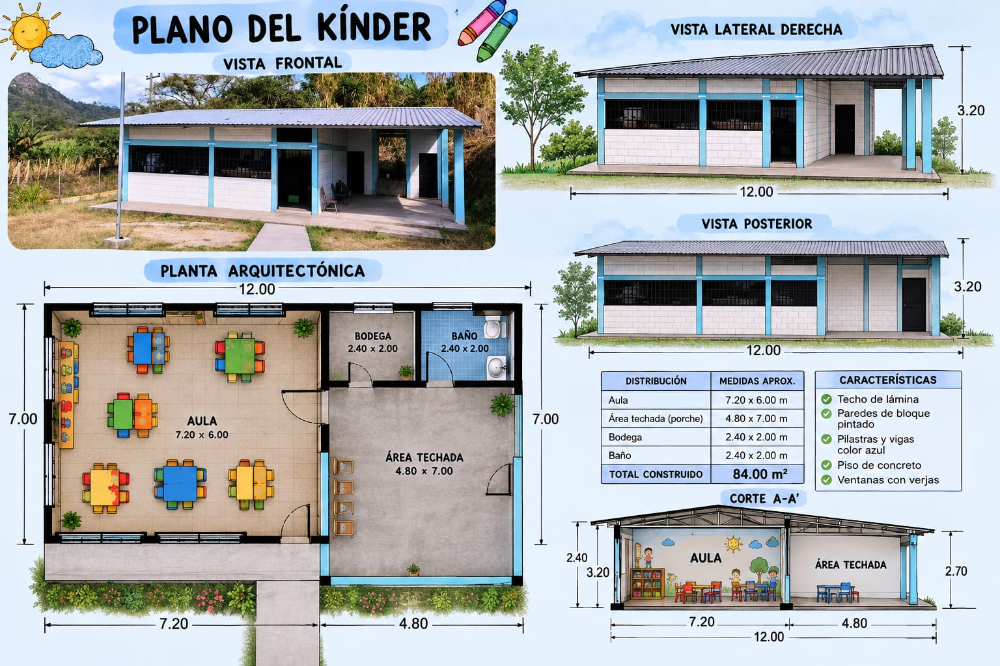 PLANO DEL KÍNDER
VISTA FRONTAL
VISTA LATERAL DERECHA
3.20
12.00
VISTA POSTERIOR
3.20
12.00
PLANTA ARQUITECTÓNICA
12.00
7.00
7.00
BODEGA
2.40 x 2.00
BAÑO
2.40 x 2.00
AULA
7.20 x 6.00
ÁREA TECHADA
4.80 x 7.00
7.20
4.80
DISTRIBUCIÓN MEDIDAS APROX.
Aula 7.20 x 6.00 m
Área techada (porche) 4.80 x 7.00 m
Bodega 2.40 x 2.00 m
Baño 2.40 x 2.00 m
TOTAL CONSTRUIDO 84.00 m²
CARACTERÍSTICAS
Techo de lámina
Paredes de bloque
pintado
Pilastras y vigas
color azul
Piso de concreto
Ventanas con verjas
CORTE A-A'
2.40
3.20
AULA
ÁREA TECHADA
2.70
7.20
4.80
12.00